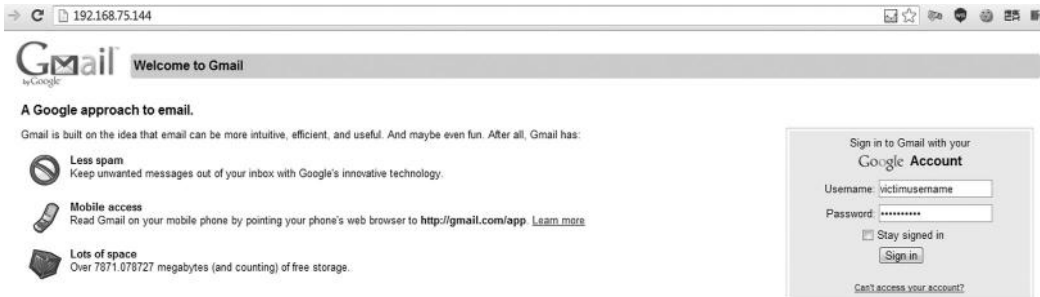 192.168.75.144
Gmail
by Google
Welcome to Gmail
A Google approach to email.
Gmail is built on the idea that email can be more intuitive, efficient, and useful. And maybe even fun. After all, Gmail has:
Less spam
Keep unwanted messages out of your inbox with Google's innovative technology.
Mobile access
Read Gmail on your mobile phone by pointing your phone's web browser to http://gmail.com/app. Learn more
Lots of space
Over 7871.078727 megabytes (and counting) of free storage.
Sign in to Gmail with your
Google Account
Username: victimusername
Password: ••••••••••
Stay signed in
Sign in
Can't access your account?